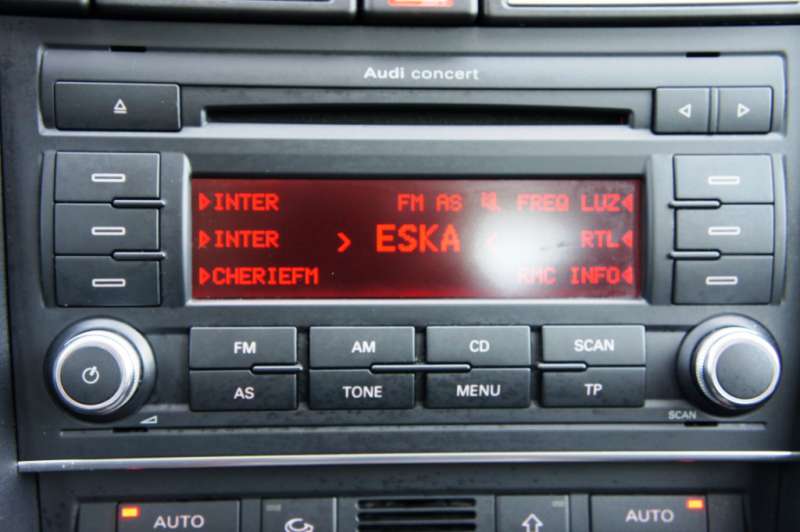 Audi concert
INTER FM AS FREQ LUZ
INTER > ESKA < RTL
CHERIEFM RMC INFO
FM AM CD SCAN
AS TONE MENU TP
SCAN
AUTO AUTO